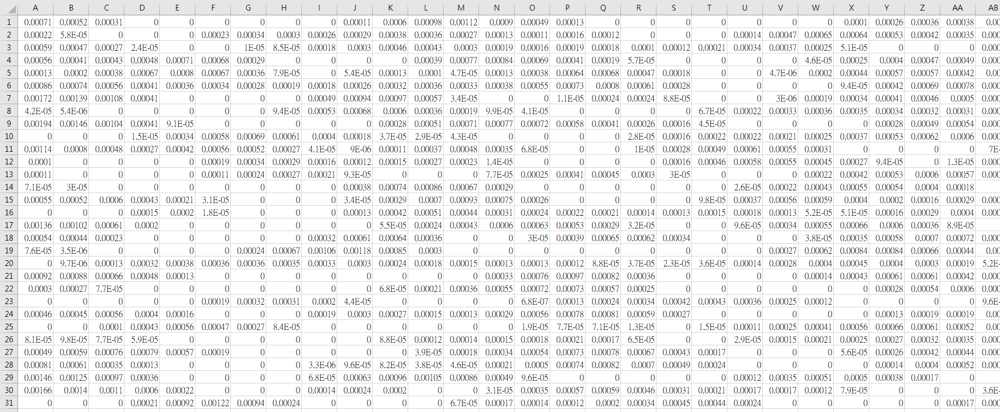 A B C D E F G H I J K L M N O P Q R S T U V W X Y Z AA AB
1 0.00071 0.00052 0.00031 0 0 0 0 0 0 0.00011 0.0006 0.00098 0.00112 0.0009 0.00049 0.00013 0 0 0 0 0 0 0 0.0001 0.00026 0.00036 0.00038 0.00
2 0.00022 5.8E-05 0 0 0 0.00023 0.00034 0.0003 0.00026 0.00029 0.00038 0.00036 0.00027 0.00013 0.00011 0.00016 0.00012 0 0 0 0.00014 0.00047 0.00065 0.00064 0.00053 0.00042 0.00035 0.000
3 0.00059 0.00047 0.00027 2.4E-05 0 0 1E-05 8.5E-05 0.00018 0.0003 0.00046 0.00043 0.0003 0.00019 0.00016 0.00019 0.00018 0.0001 0.00012 0.00021 0.00034 0.00037 0.00025 5.1E-05 0 0 0 0.000
4 0.00056 0.00041 0.00043 0.00048 0.00071 0.00068 0.00029 0 0 0 0 0.00039 0.00077 0.00084 0.00069 0.00041 0.00019 5.7E-05 0 0 0 0 4.6E-05 0.00025 0.0004 0.00047 0.00049 0.000
5 0.00013 0.0002 0.00038 0.00067 0.0008 0.00067 0.00036 7.9E-05 0 5.4E-05 0.00013 0.0001 4.7E-05 0.00013 0.00038 0.00064 0.00068 0.00047 0.00018 0 0 4.7E-06 0.0002 0.00044 0.00057 0.00057 0.00042 0.00
6 0.00086 0.00074 0.00056 0.00041 0.00036 0.00034 0.00028 0.00019 0.00018 0.00026 0.00032 0.00036 0.00033 0.00038 0.00055 0.00073 0.0008 0.00061 0.00028 0 0 0 0 9.4E-05 0.00042 0.00069 0.00078 0.000
7 0.00172 0.00139 0.00108 0.00041 0 0 0 0 0.00049 0.00094 0.00097 0.00057 3.4E-05 0 0 1.1E-05 0.00024 0.00024 8.8E-05 0 0 3E-06 0.00019 0.00034 0.00041 0.00046 0.0005 0.000
8 4.2E-05 5.4E-06 0 0 0 0 0 9.4E-05 0.00053 0.00068 0.0006 0.00036 0.00019 9.9E-05 4.1E-05 0 0 0 0 6.7E-05 0.00022 0.00033 0.00036 0.00035 0.00034 0.00032 0.00031 0.000
9 0.00194 0.00146 0.00104 0.00041 9.1E-05 0 0 0 0 0 0.00028 0.00051 0.00071 0.00077 0.00072 0.00058 0.00041 0.00026 0.00016 4.5E-05 0 0 0 0 0.00028 0.00049 0.00054 0.000
10 0 0 0 1.5E-05 0.00034 0.00058 0.00069 0.00061 0.0004 0.00018 3.7E-05 2.9E-05 4.3E-05 0 0 0 0 2.8E-05 0.00016 0.00022 0.00022 0.00021 0.00025 0.00037 0.00053 0.00062 0.0006 0.000
11 0.00114 0.0008 0.00048 0.00027 0.00042 0.00056 0.00052 0.00027 4.1E-05 9E-06 0.00011 0.00037 0.00048 0.00035 6.8E-05 0 0 1E-05 0.00028 0.00049 0.00061 0.00055 0.00031 0 0 0 0 7E-
12 0.0001 0 0 0 0 0.00019 0.00034 0.00029 0.00016 0.00012 0.00015 0.00027 0.00023 1.4E-05 0 0 0 0 0.00016 0.00046 0.00058 0.00055 0.00045 0.00027 9.4E-05 0 1.3E-05 0.000
13 0.00011 0 0 0 0 0.00011 0.00024 0.00027 0.00021 9.3E-05 0 0 0 7.7E-05 0.00025 0.00041 0.00045 0.0003 3E-05 0 0 0 0.00022 0.00042 0.00053 0.0006 0.00057 0.000
14 7.1E-05 3E-05 0 0 0 0 0 0 0 0.00038 0.00074 0.00086 0.00067 0.00029 0 0 0 0 0 0 2.6E-05 0.00022 0.00043 0.00055 0.00054 0.0004 0.00018
15 0.00055 0.00052 0.0006 0.00043 0.00021 3.1E-05 0 0 0 3.4E-05 0.00029 0.0007 0.00093 0.00075 0.00026 0 0 0 0 9.8E-05 0.00037 0.00056 0.00059 0.0004 0.0002 0.00016 0.00029 0.000
16 0 0 0 0.00015 0.0002 1.8E-05 0 0 0 0.00013 0.00042 0.00051 0.00044 0.00031 0.00024 0.00022 0.00021 0.00014 0.00013 0.00015 0.00018 0.00013 5.2E-05 5.1E-05 0.00016 0.00029 0.0004 0.000
17 0.00136 0.00102 0.00061 0.0002 0 0 0 0 0 0 5.5E-05 0.00024 0.00043 0.0006 0.00063 0.00053 0.00029 3.2E-05 0 0 9.6E-05 0.00034 0.00055 0.00066 0.0006 0.00036 8.9E-05
18 0.00054 0.00044 0.00023 0 0 0 0 0 0.00032 0.00061 0.00064 0.00036 0 0 3E-05 0.00039 0.00065 0.00062 0.00034 0 0 0 3.8E-05 0.00035 0.00058 0.0007 0.00072 0.000
19 7.6E-05 3.5E-06 0 0 0 0 0.00024 0.00067 0.00106 0.00118 0.00085 0.0003 0 0 0 0 0 0 0 0 0 0.00027 0.00062 0.00084 0.00084 0.00066 0.00044 0.00
20 0 9.7E-06 0.00013 0.00032 0.00038 0.00036 0.00036 0.00035 0.00033 0.0003 0.00024 0.00018 0.00015 0.00013 0.00013 0.00012 8.8E-05 3.7E-05 2.3E-05 3.6E-05 0.00014 0.00028 0.0004 0.00045 0.0004 0.0003 0.00019 5.2E-
21 0.00092 0.00088 0.00066 0.00048 0.00013 0 0 0 0 0 0 0 0 0.00033 0.00076 0.00097 0.00082 0.00036 0 0 0 0 0.00014 0.00043 0.00061 0.00061 0.00042 0.000
22 0.0003 0.00027 7.7E-05 0 0 0 0 0 0 0 6.8E-05 0.00021 0.00036 0.00055 0.00072 0.00073 0.00057 0.00025 0 0 0 0 0 0 0.00028 0.00054 0.0006 0.000
23 0 0 0 0 0 0.00019 0.00032 0.00031 0.0002 4.4E-05 0 0 0 0 6.8E-07 0.00013 0.00024 0.00034 0.00042 0.00043 0.00036 0.00025 0.00012 0 0 0 0 9.6E-
24 0.00046 0.00045 0.00056 0.0004 0.00016 0 0 0 0.00019 0.0003 0.00027 0.00015 0.00013 0.00029 0.00056 0.00078 0.00081 0.00059 0.00027 0 0 0 0 0 0.00013 0.00019 0.00019 0.00
25 0 0 0.0001 0.00043 0.00056 0.00047 0.00027 8.4E-05 0 0 0 0 0 0 1.9E-05 7.7E-05 7.1E-05 1.3E-05 0 1.5E-05 0.00011 0.00025 0.00041 0.00056 0.00066 0.00061 0.00052 0.00
26 8.1E-05 9.8E-05 7.7E-05 5.9E-05 0 0 0 0 0 0 8.8E-05 0.00012 0.00014 0.00015 0.00018 0.00021 0.00017 6.5E-05 0 0 2.9E-05 0.00015 0.00021 0.00025 0.00027 0.00032 0.00035 0.000
27 0.00049 0.00059 0.00076 0.00079 0.00057 0.00019 0 0 0 0 0 3.9E-05 0.00018 0.00034 0.00054 0.00073 0.00078 0.00067 0.00043 0.00017 0 0 0 5.6E-05 0.00026 0.00042 0.00044 0.000
28 0.00081 0.00061 0.00035 0.00013 0 0 0 0 3.3E-06 9.6E-05 8.2E-05 3.8E-05 4.6E-05 0.00021 0.0005 0.00074 0.00082 0.0007 0.00049 0.00024 0 0 0 0 0.00014 0.0004 0.00052 0.000
29 0.00146 0.00125 0.00097 0.00036 0 0 0 0 6.8E-05 0.00063 0.00096 0.00105 0.00086 0.00049 9.6E-05 0 0 0 0 0 0.00012 0.00035 0.00051 0.0005 0.00038 0.00017 0
30 0.00166 0.0014 0.0011 0.0006 0.00022 0 0 0 0.00014 0.00024 0.0002 0 0 3.1E-05 0.00035 0.00057 0.00059 0.00046 0.00031 0.00021 0.00017 0.00017 0.00012 7.9E-05 0 0 0 3.6E-
31 0 0 0 0.00021 0.00092 0.00122 0.00094 0.00024 0 0 0 0 6.7E-05 0.00017 0.00014 0.00012 0.0002 0.00034 0.00045 0.00044 0.00024 0 0 0 0 0 0.00017 0.000